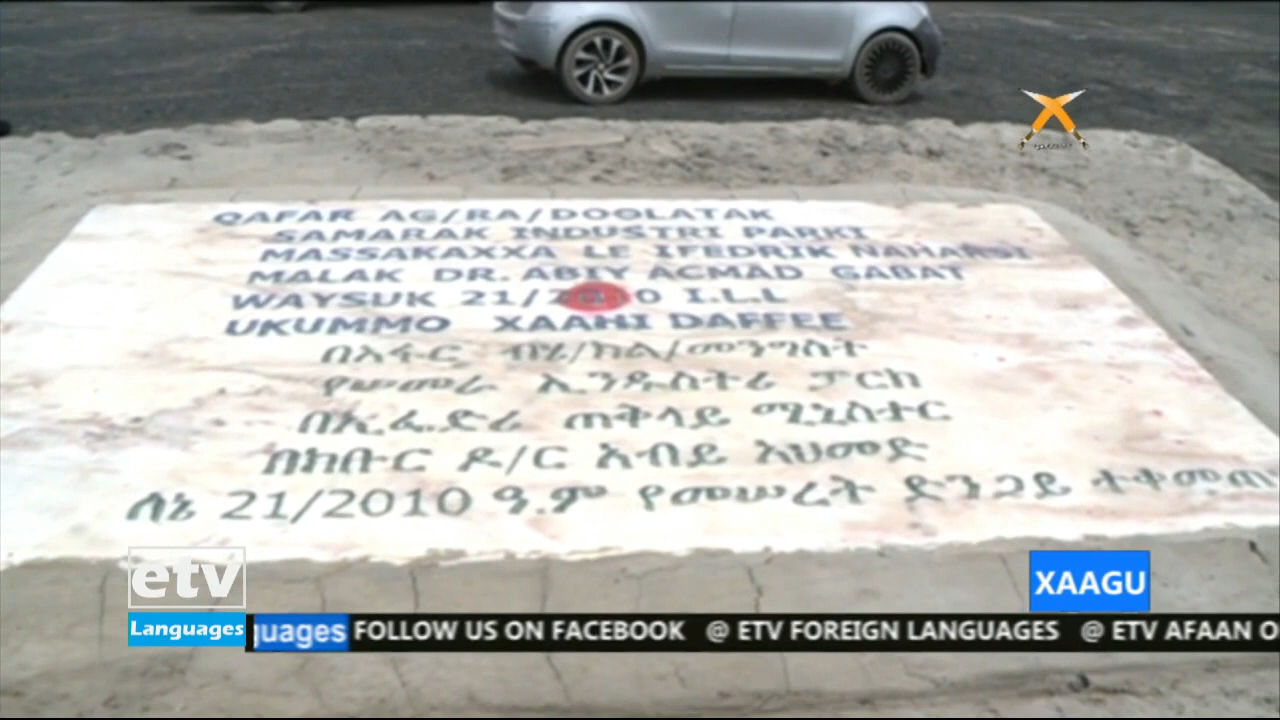 QAFAR AG/RA/DOOLATAK
SAMARAK INDUSTRI PARKI
MASSAKAXXA LE IFEDRIK NAHARSI
MALAK DR. ABIY ACMAD GABAT
WAYSUK 21/2010 I.L.L
UKUMMO XAAHI DAFFEE
በአፋር ብሄ/ክል/መንግስት
የሠመራ ኢንዱስትሪ ፓርክ
በኢፌድሪ ጠቅላይ ሚኒስተር
በክቡር ዶ/ር አብይ አህመድ
ሰኔ 21/2010 ዓ.ም የመሠረት ድንጋይ ተቀመጠ
etv
Languages
XAAGU
guages FOLLOW US ON FACEBOOK @ ETV FOREIGN LANGUAGES @ ETV AFAAN O